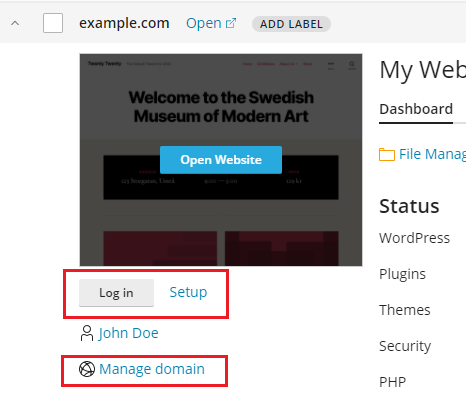 example.com Open ADD LABEL
Twenty Twenty
Welcome to the Swedish
Museum of Modern Art
Open Website
My Web
Dashboard
File Manag
Log in Setup
John Doe
Manage domain
Status
WordPress
Plugins
Themes
Security
PHP